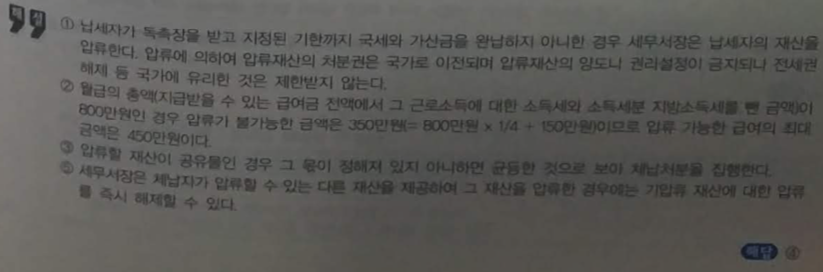 해설
① 납세자가 독촉장을 받고 지정된 기한까지 국세와 가산금을 완납하지 아니한 경우 세무서장은 납세자의 재산을
압류한다. 압류에 의하여 압류재산의 처분권은 국가로 이전되며 압류재산의 양도나 권리설정이 금지되나 전세권
해제 등 국가에 유리한 것은 제한받지 않는다.
② 월급의 총액(지급받을 수 있는 급여금 전액에서 그 근로소득에 대한 소득세와 소득세분 지방소득세를 뺀 금액)이
800만원인 경우 압류가 불가능한 금액은 350만원(= 800만원 × 1/4 + 150만원)이므로 압류 가능한 급여의 최대
금액은 450만원이다.
③ 압류할 재산이 공유물인 경우 그 몫이 정해져 있지 아니하면 균등한 것으로 보아 체납처분을 집행한다.
⑤ 세무서장은 체납자가 압류할 수 있는 다른 재산을 제공하여 그 재산을 압류한 경우에는 기압류 재산에 대한 압류
를 즉시 해제할 수 있다.
해답 ④